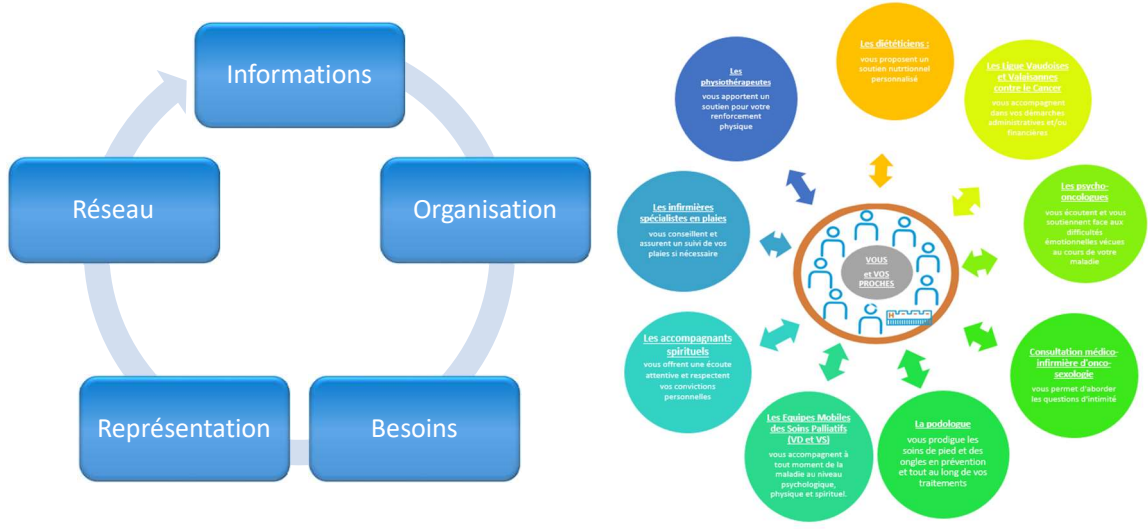 Informations
Organisation
Besoins
Représentation
Réseau
Les diététiciens :
vous proposent un
soutien nutritionnel
personnalisé
Les Ligue Vaudoises
et Valaisannes
contre le Cancer
vous accompagnent
dans vos démarches
administratives et/ou
financières
Les psycho-
oncologues
vous écoutent et vous
soutiennent face aux
difficultés
émotionnelles vécues
au cours de votre
maladie
Consultation médico-
infirmière d'onco-
sexologie
vous permet d'aborder
les questions d'intimité
La podologue
vous prodigue les
soins de pied et des
ongles en prévention
et tout au long de vos
traitements
Les Equipes Mobiles
des Soins Palliatifs
(VD et VS)
vous accompagnent à
tout moment de la
maladie au niveau
psychologique,
physique et spirituel.
Les accompagnants
spirituels
vous offrent une écoute
attentive et respectent
vos convictions
personnelles
Les infirmières
spécialistes en plaies
vous conseillent et
assurent un suivi de vos
plaies si nécessaire
Les
physiothérapeutes
vous apportent un
soutien pour votre
renforcement
physique
VOUS
et VOS
PROCHES